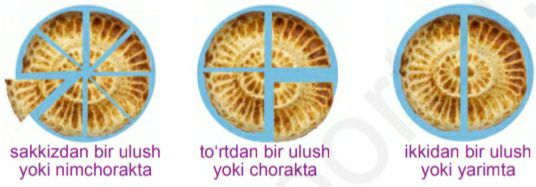 sakkizdan bir ulush
yoki nimchorakta
to‘rtdan bir ulush
yoki chorakta
ikkidan bir ulush
yoki yarimta